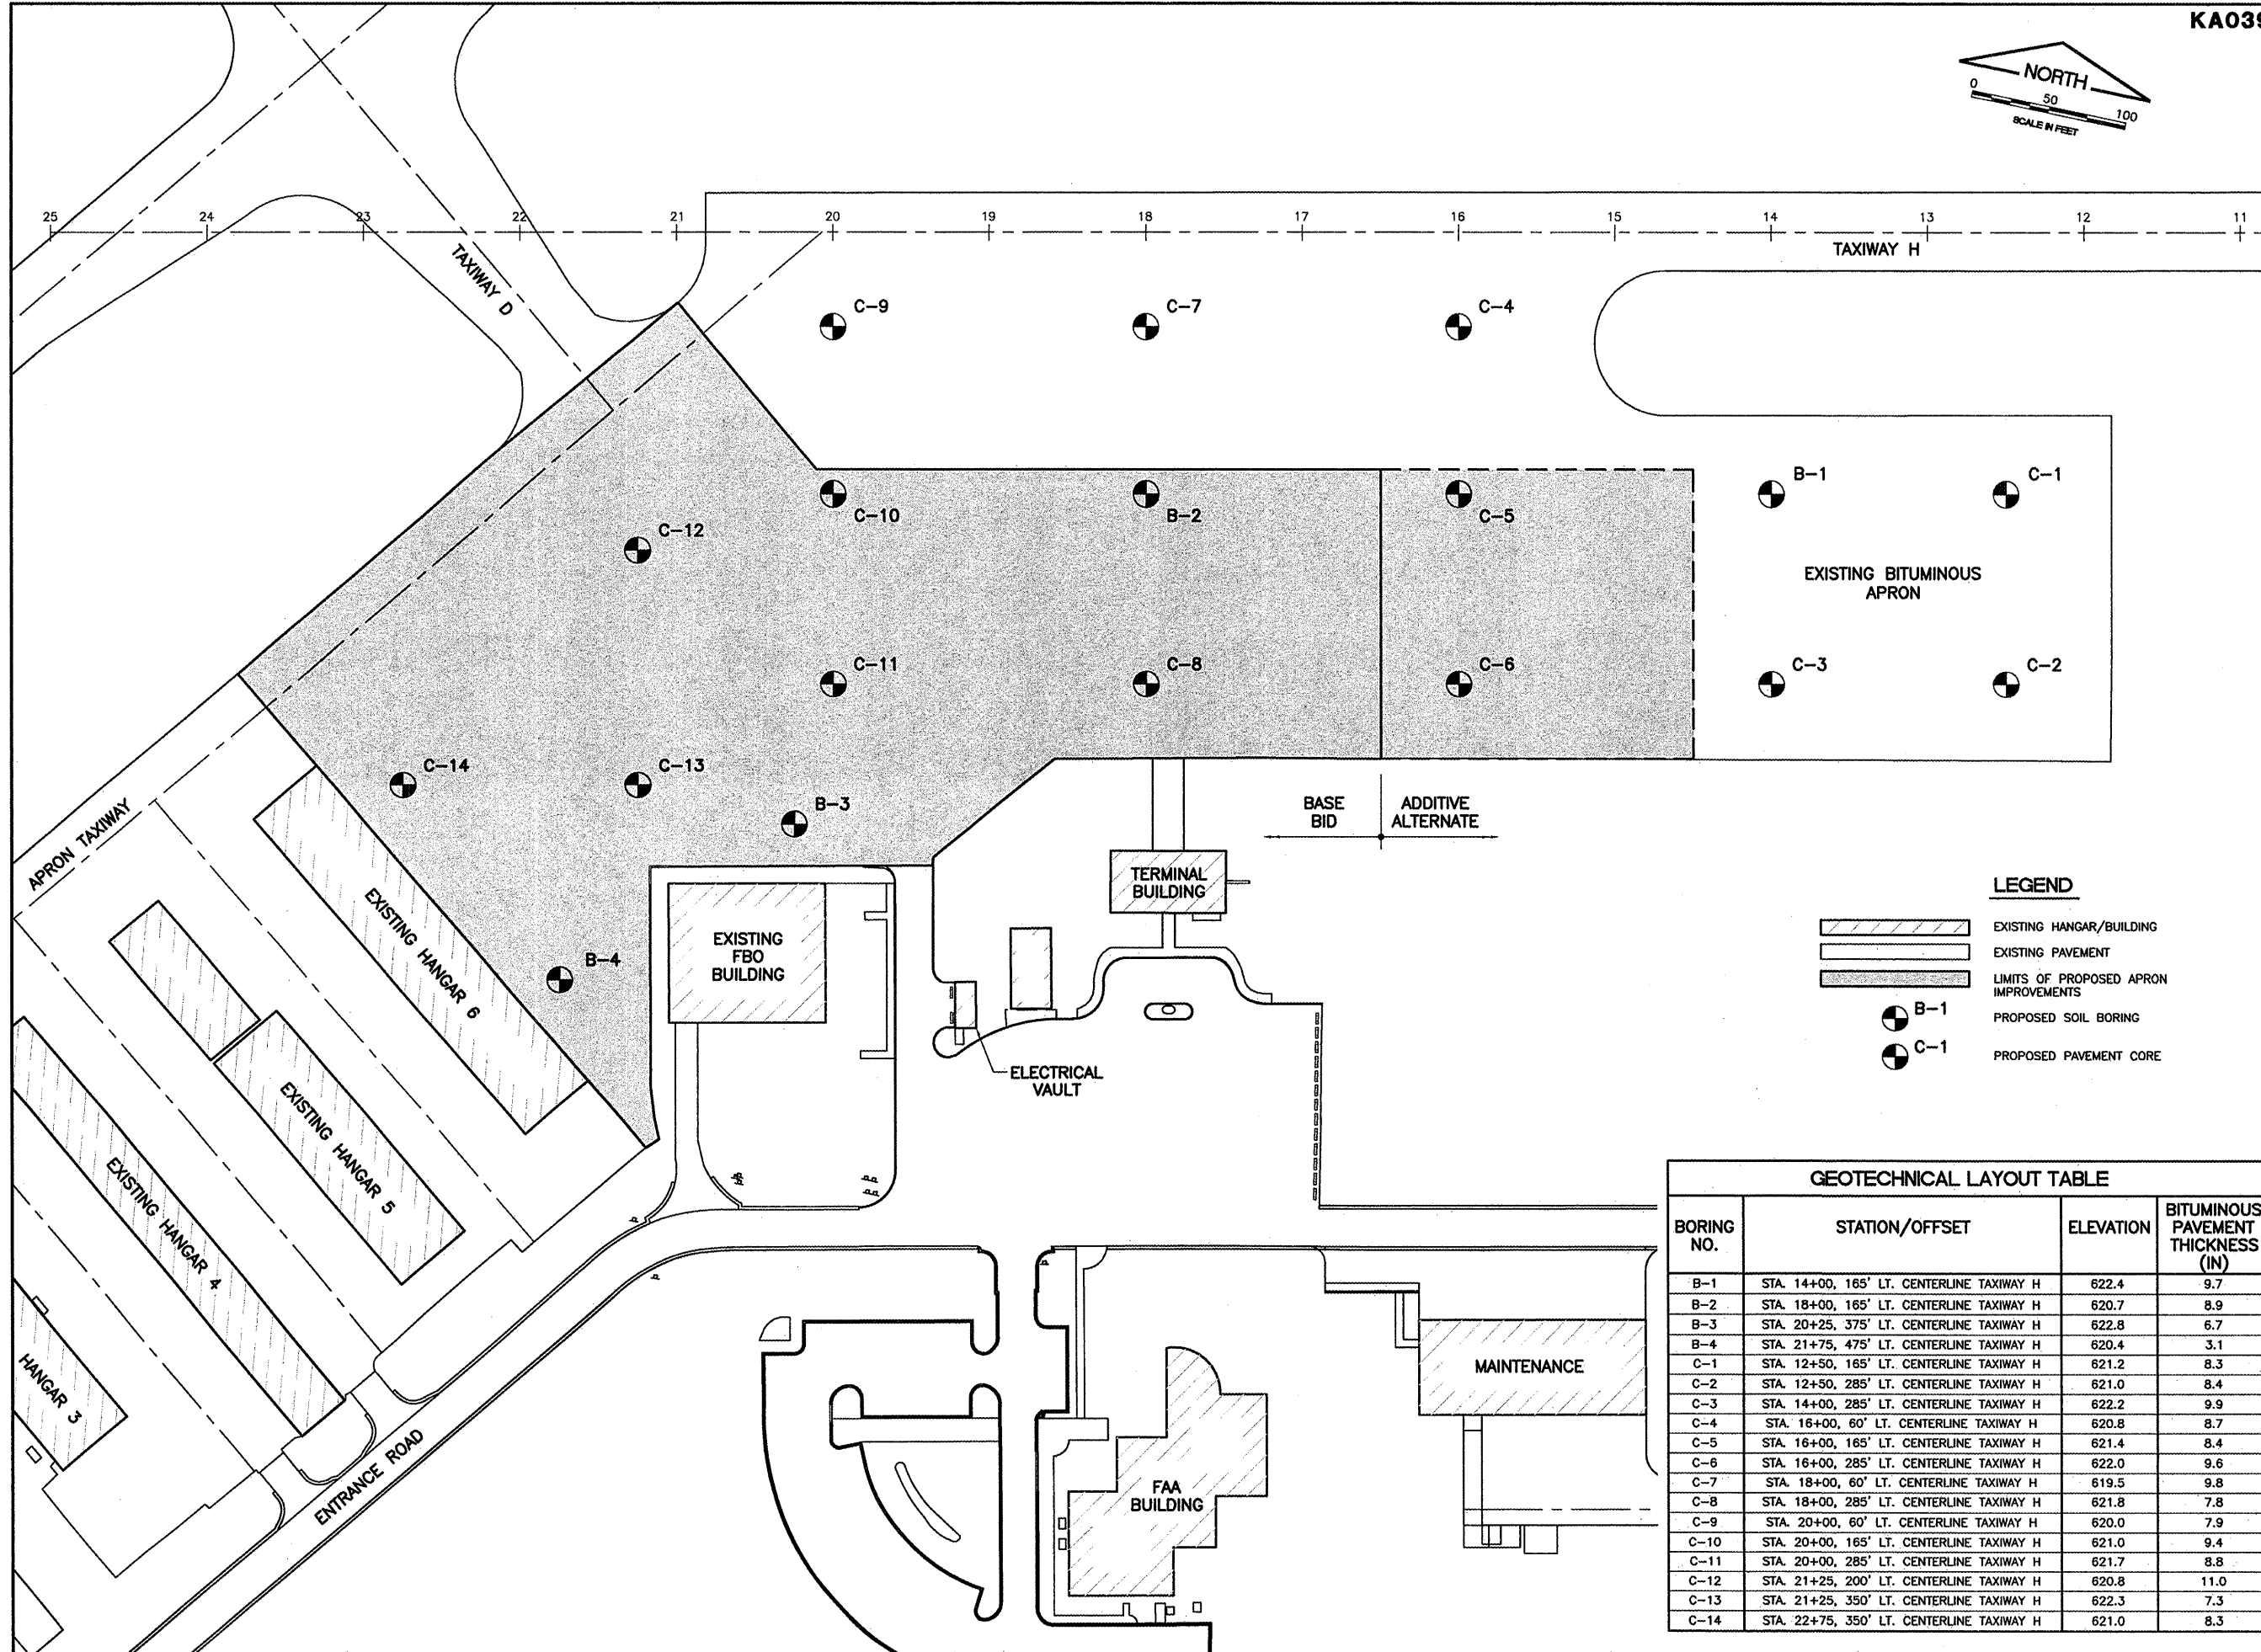 KA039
NORTH
0 50 100
SCALE IN FEET
25 24 23 22 21 20 19 18 17 16 15 14 13 12 11
TAXIWAY H
TAXIWAY D
C-9
C-7
C-4
B-1
C-1
C-10
B-2
C-5
C-12
EXISTING BITUMINOUS
APRON
C-11
C-8
C-6
C-3
C-2
C-14
C-13
B-3
BASE
BID
ADDITIVE
ALTERNATE
APRON TAXIWAY
TERMINAL
BUILDING
EXISTING HANGAR 6
EXISTING
FBO
BUILDING
B-4
ELECTRICAL
VAULT
EXISTING HANGAR 5
EXISTING HANGAR 4
HANGAR 3
ENTRANCE ROAD
MAINTENANCE
FAA
BUILDING
LEGEND
EXISTING HANGAR/BUILDING
EXISTING PAVEMENT
LIMITS OF PROPOSED APRON
IMPROVEMENTS
B-1 PROPOSED SOIL BORING
C-1 PROPOSED PAVEMENT CORE
GEOTECHNICAL LAYOUT TABLE
BORING NO. STATION/OFFSET ELEVATION BITUMINOUS PAVEMENT THICKNESS (IN)
B-1 STA. 14+00, 165' LT. CENTERLINE TAXIWAY H 622.4 9.7
B-2 STA. 18+00, 165' LT. CENTERLINE TAXIWAY H 620.7 8.9
B-3 STA. 20+25, 375' LT. CENTERLINE TAXIWAY H 622.8 6.7
B-4 STA. 21+75, 475' LT. CENTERLINE TAXIWAY H 620.4 3.1
C-1 STA. 12+50, 165' LT. CENTERLINE TAXIWAY H 621.2 8.3
C-2 STA. 12+50, 285' LT. CENTERLINE TAXIWAY H 621.0 8.4
C-3 STA. 14+00, 285' LT. CENTERLINE TAXIWAY H 622.2 9.9
C-4 STA. 16+00, 60' LT. CENTERLINE TAXIWAY H 620.8 8.7
C-5 STA. 16+00, 165' LT. CENTERLINE TAXIWAY H 621.4 8.4
C-6 STA. 16+00, 285' LT. CENTERLINE TAXIWAY H 622.0 9.6
C-7 STA. 18+00, 60' LT. CENTERLINE TAXIWAY H 619.5 9.8
C-8 STA. 18+00, 285' LT. CENTERLINE TAXIWAY H 621.8 7.8
C-9 STA. 20+00, 60' LT. CENTERLINE TAXIWAY H 620.0 7.9
C-10 STA. 20+00, 165' LT. CENTERLINE TAXIWAY H 621.0 9.4
C-11 STA. 20+00, 285' LT. CENTERLINE TAXIWAY H 621.7 8.8
C-12 STA. 21+25, 200' LT. CENTERLINE TAXIWAY H 620.8 11.0
C-13 STA. 21+25, 350' LT. CENTERLINE TAXIWAY H 622.3 7.3
C-14 STA. 22+75, 350' LT. CENTERLINE TAXIWAY H 621.0 8.3